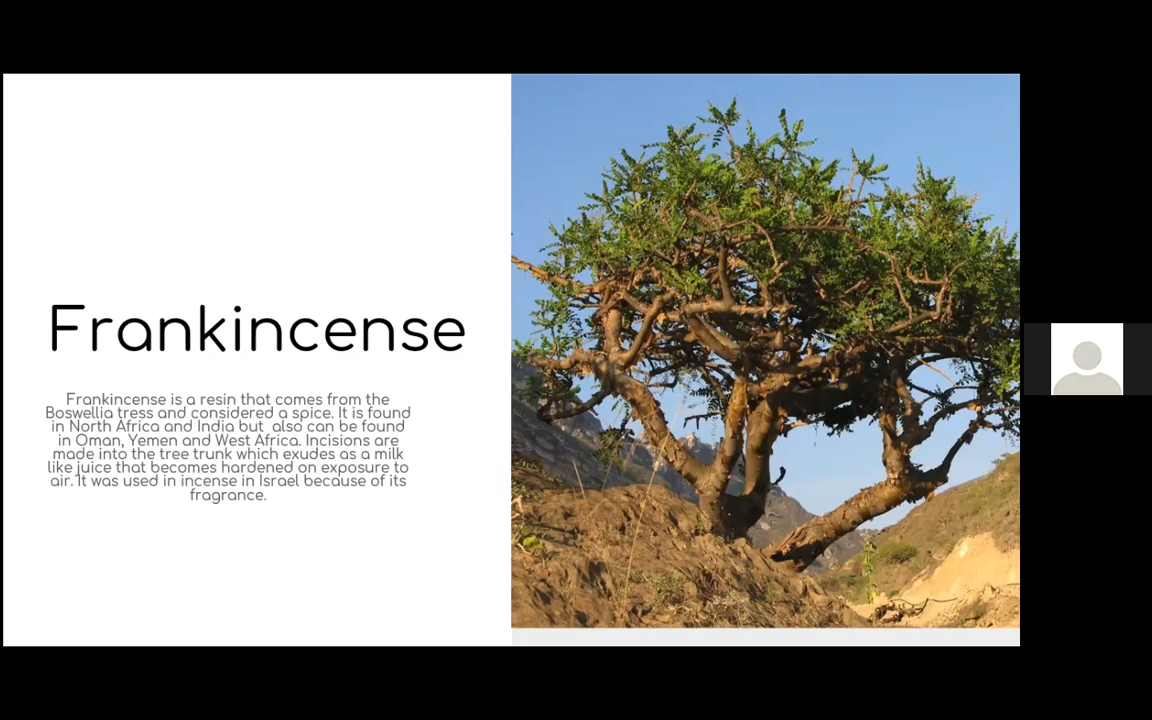 Frankincense
Frankincense is a resin that comes from the
Boswellia tress and considered a spice. It is found
in North Africa and India but  also can be found
in Oman, Yemen and West Africa. Incisions are
made into the tree trunk which exudes as a milk
like juice that becomes hardened on exposure to
air. It was used in incense in Israel because of its
fragrance.